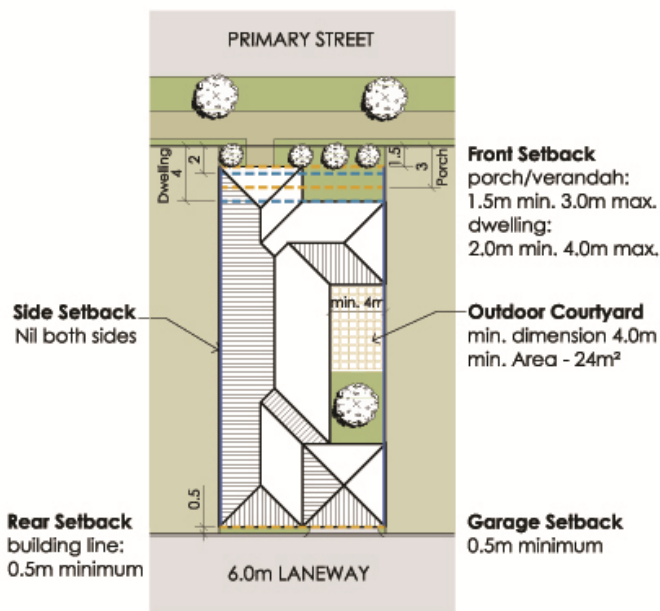 PRIMARY STREET
Dwelling
4
2
1.5
3
Porch
Front Setback
porch/verandah:
1.5m min. 3.0m max.
dwelling:
2.0m min. 4.0m max.
min. 4m
Side Setback
Nil both sides
Outdoor Courtyard
min. dimension 4.0m
min. Area - 24m²
0.5
Rear Setback
building line:
0.5m minimum
Garage Setback
0.5m minimum
6.0m LANEWAY